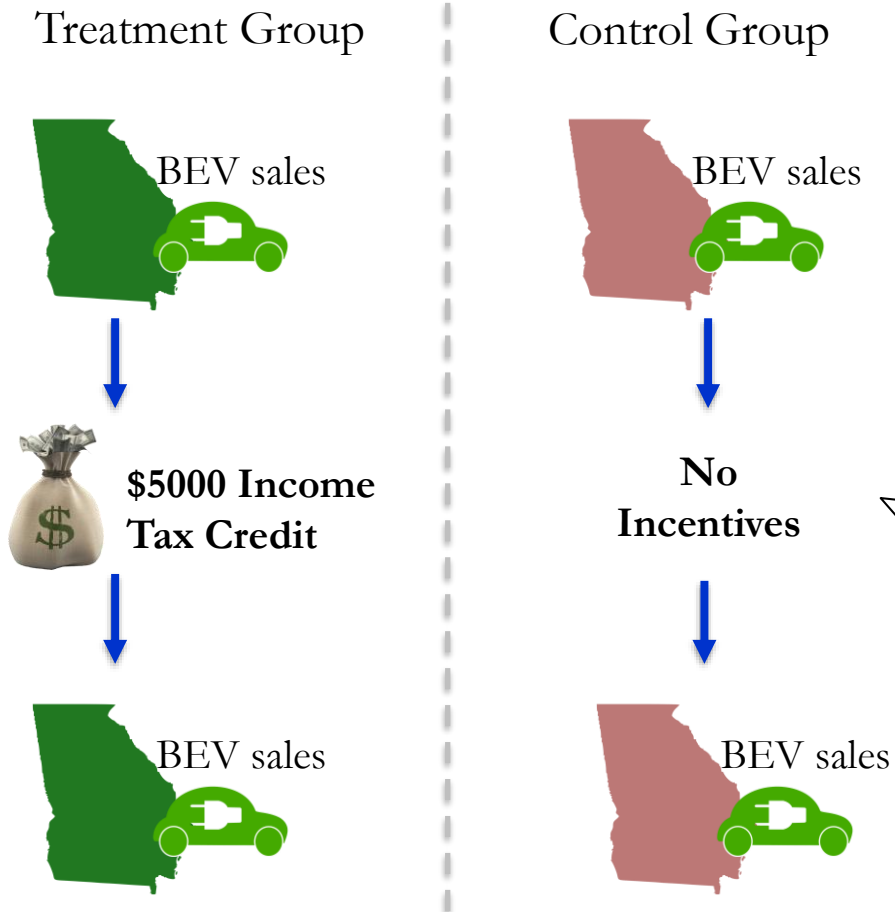 Treatment Group
Control Group
BEV sales
BEV sales
$
$5000 Income
Tax Credit
No
Incentives
BEV sales
BEV sales